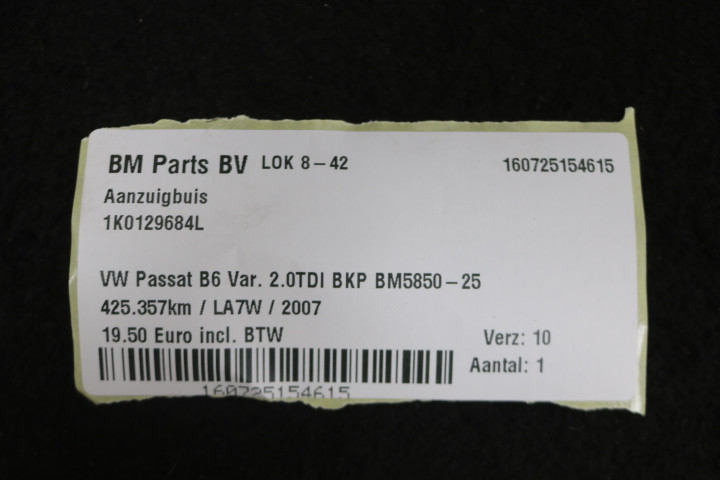 BM Parts BV LOK 8-42 160725154615
Aanzuigbuis
1K0129684L
VW Passat B6 Var. 2.0TDI BKP BM5850-25
425.357km / LA7W / 2007
19.50 Euro incl. BTW Verz: 10
Aantal: 1
160725154615